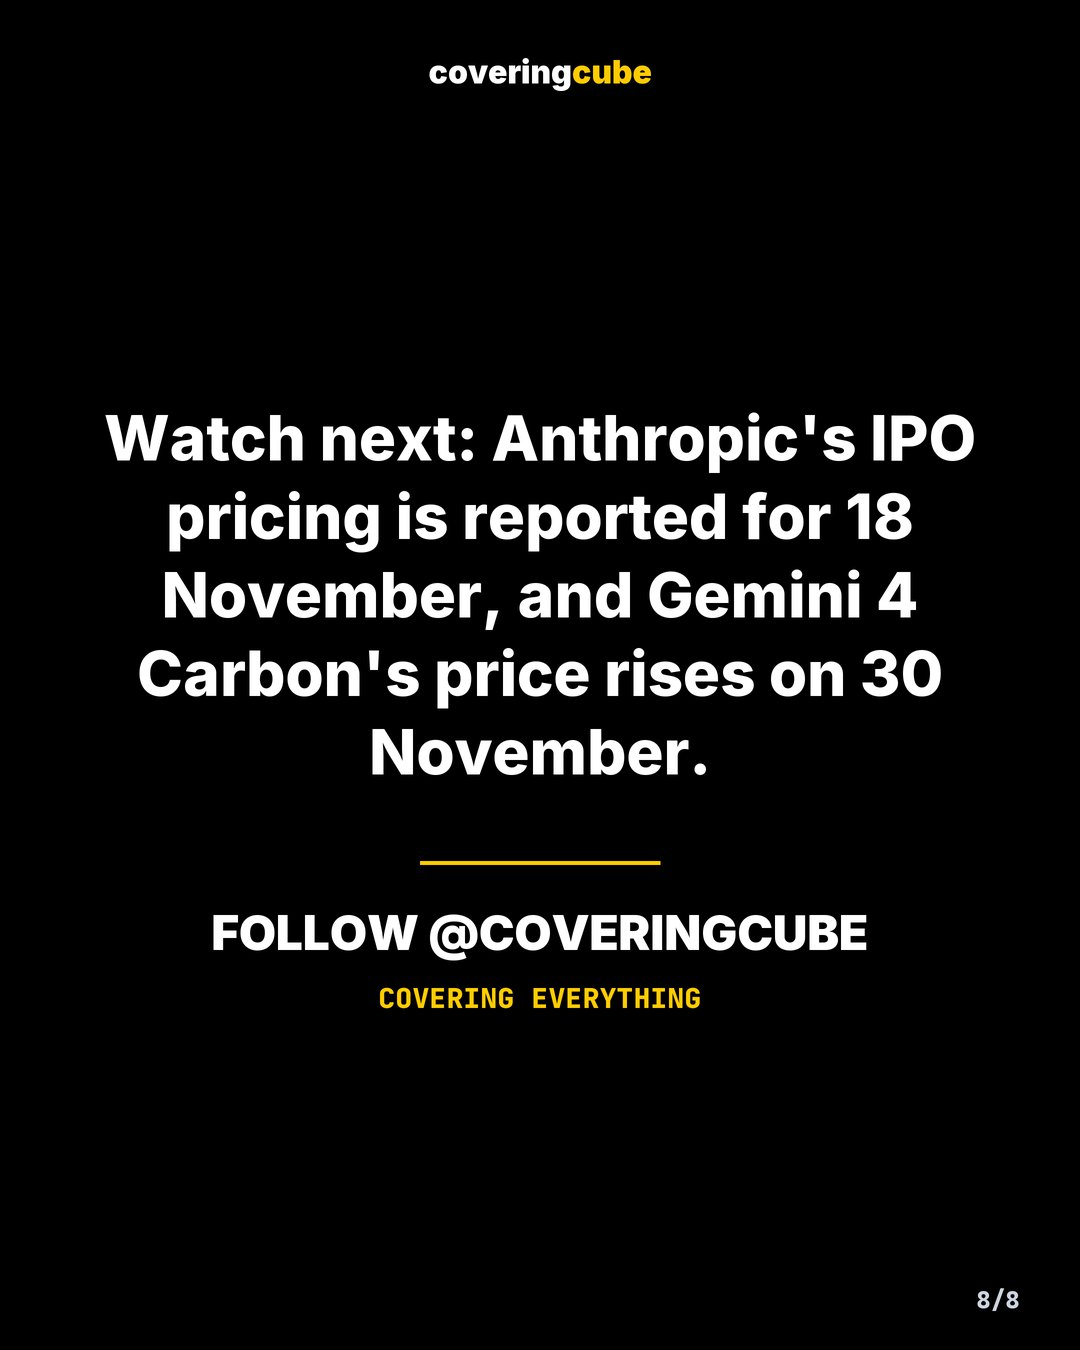 coveringcube
Watch next: Anthropic's IPO
pricing is reported for 18
November, and Gemini 4
Carbon's price rises on 30
November.
FOLLOW @COVERINGCUBE
COVERING EVERYTHING
8/8